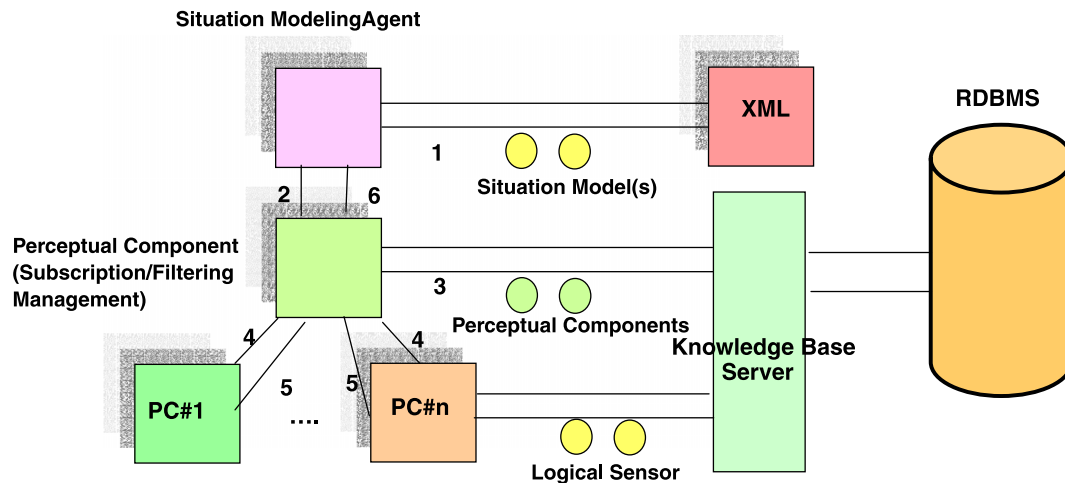 Situation ModelingAgent
XML
RDBMS
1
Situation Model(s)
2
6
Perceptual Component
(Subscription/Filtering
Management)
3
Perceptual Components
Knowledge Base
Server
4
4
5
5
PC#1
....
PC#n
Logical Sensor